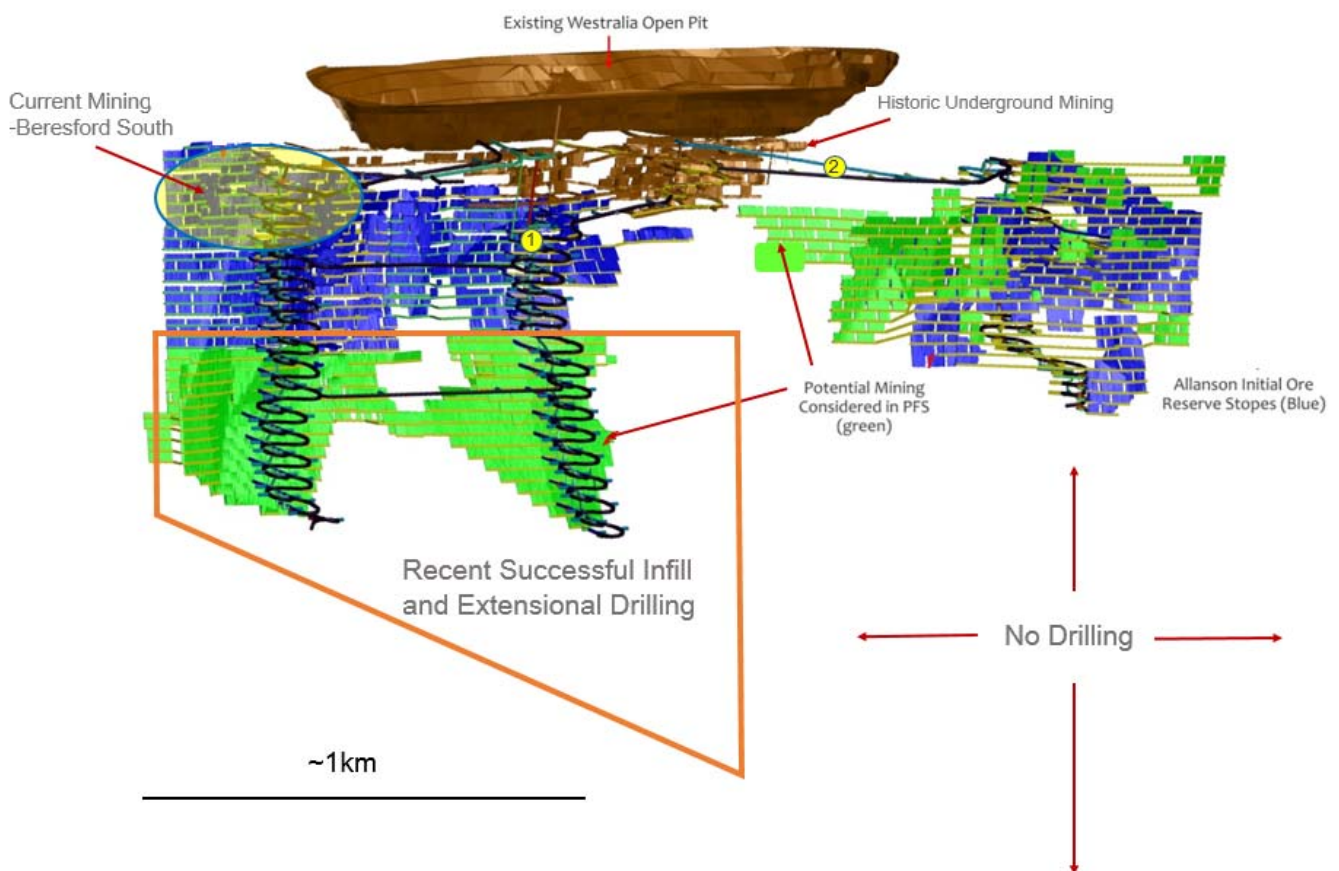 Existing Westralia Open Pit
Current Mining
-Beresford South
Historic Underground Mining
2
1
Potential Mining
Considered in PFS
(green)
Allanson Initial Ore
Reserve Stopes (Blue)
Recent Successful Infill
and Extensional Drilling
No Drilling
~1km